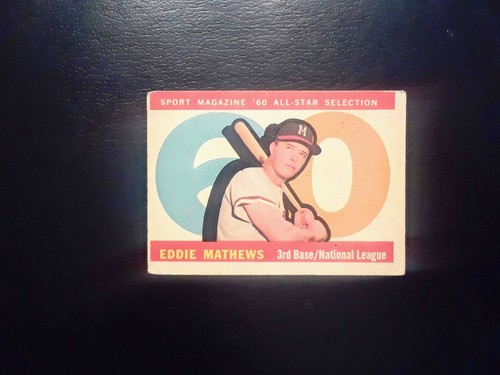 SPORT MAGAZINE '60 ALL-STAR SELECTION
60
M
EDDIE MATHEWS 3rd Base/National League